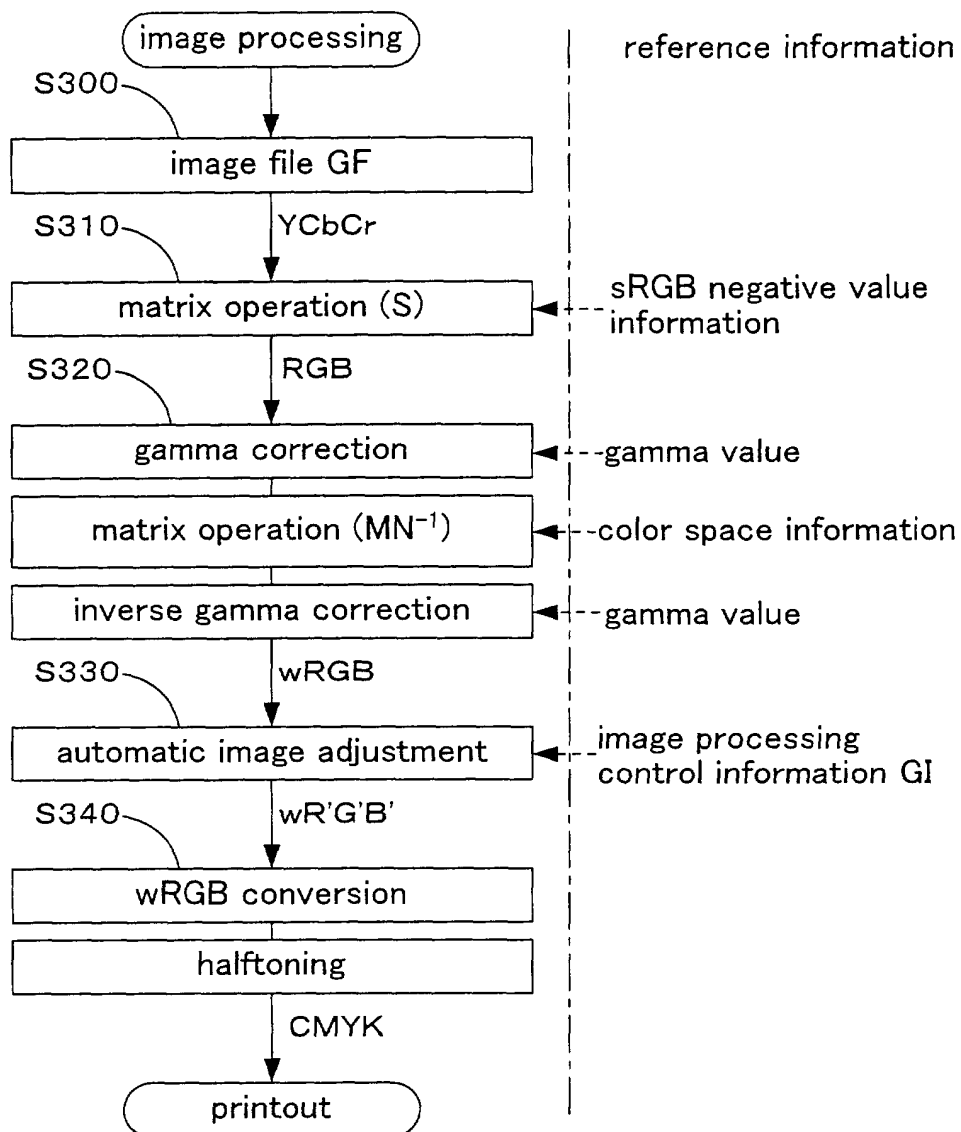 image processing
reference information
S300
image file GF
YCbCr
S310
matrix operation (S)
sRGB negative value
information
RGB
S320
gamma correction
gamma value
matrix operation (MN⁻¹)
color space information
inverse gamma correction
gamma value
wRGB
S330
automatic image adjustment
image processing
control information GI
wR'G'B'
S340
wRGB conversion
halftoning
CMYK
printout